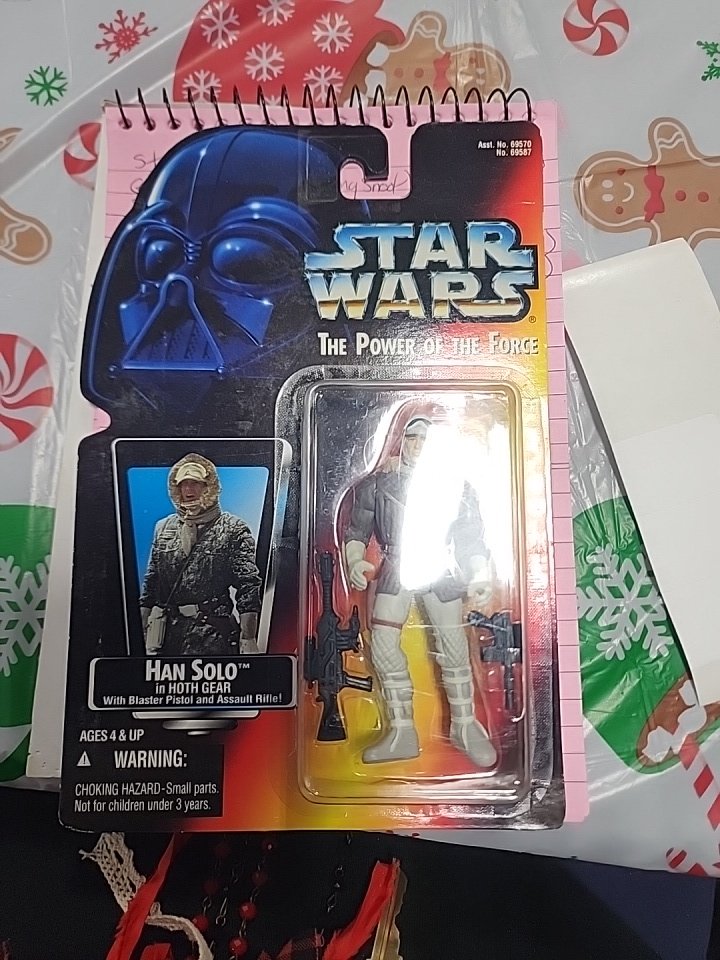 Asst. No. 69570
No. 69587
STAR
WARS®
THE POWER OF THE FORCE
HAN SOLO™
in HOTH GEAR
With Blaster Pistol and Assault Rifle!
AGES 4 & UP
WARNING:
CHOKING HAZARD-Small parts.
Not for children under 3 years.